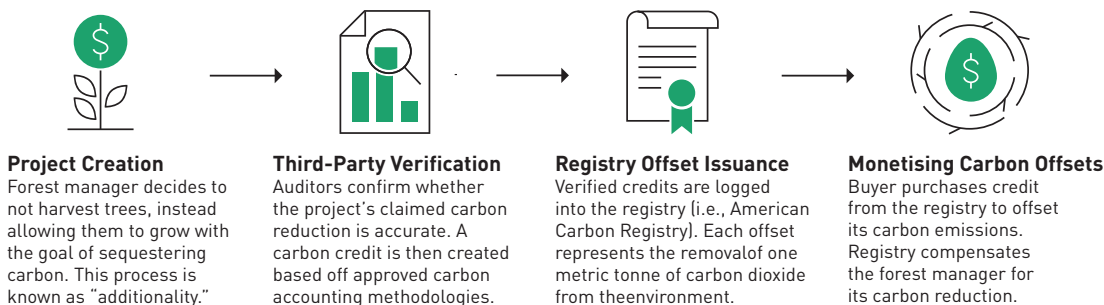 $
$
Project Creation
Forest manager decides to
not harvest trees, instead
allowing them to grow with
the goal of sequestering
carbon. This process is
known as “additionality.”
Third-Party Verification
Auditors confirm whether
the project’s claimed carbon
reduction is accurate. A
carbon credit is then created
based off approved carbon
accounting methodologies.
Registry Offset Issuance
Verified credits are logged
into the registry (i.e., American
Carbon Registry). Each offset
represents the removalof one
metric tonne of carbon dioxide
from theenvironment.
Monetising Carbon Offsets
Buyer purchases credit
from the registry to offset
its carbon emissions.
Registry compensates
the forest manager for
its carbon reduction.